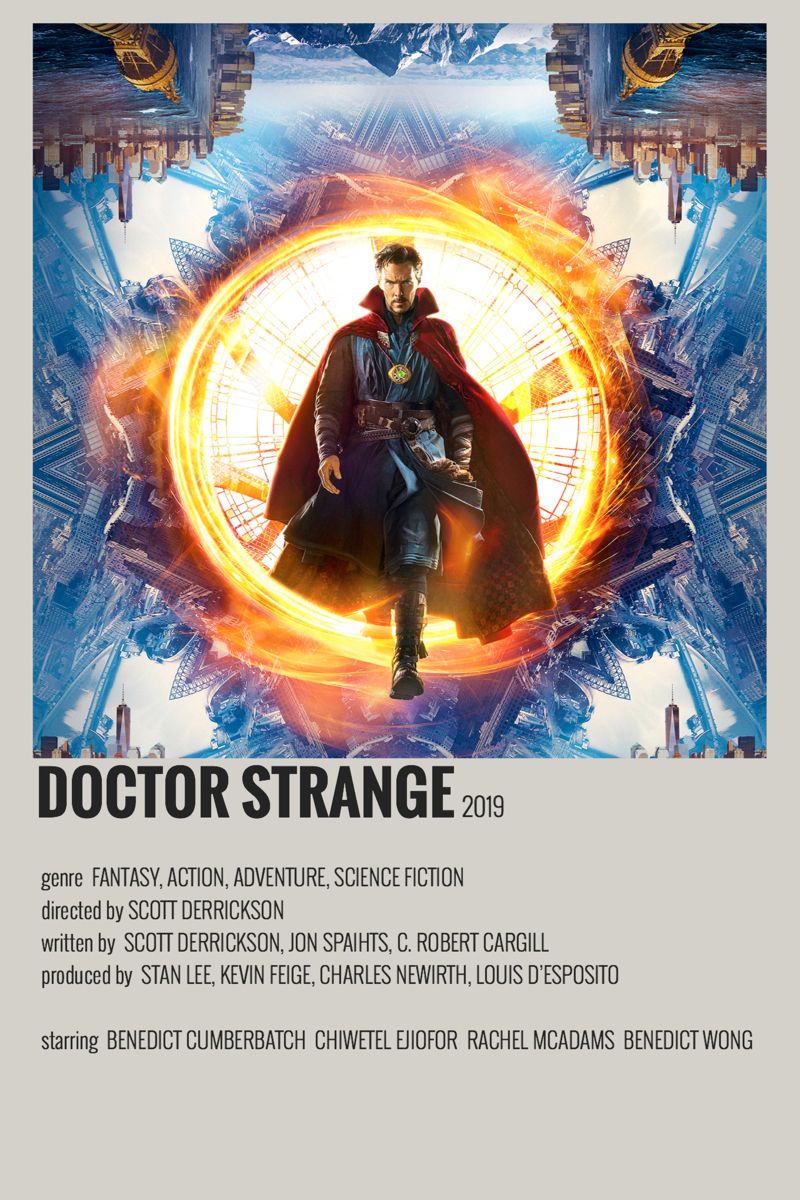 DOCTOR STRANGE 2019
genre FANTASY, ACTION, ADVENTURE, SCIENCE FICTION
directed by SCOTT DERRICKSON
written by SCOTT DERRICKSON, JON SPAIHTS, C. ROBERT CARGILL
produced by STAN LEE, KEVIN FEIGE, CHARLES NEWIRTH, LOUIS D'ESPOSITO
starring BENEDICT CUMBERBATCH CHIWETEL EJIOFOR RACHEL MCADAMS BENEDICT WONG